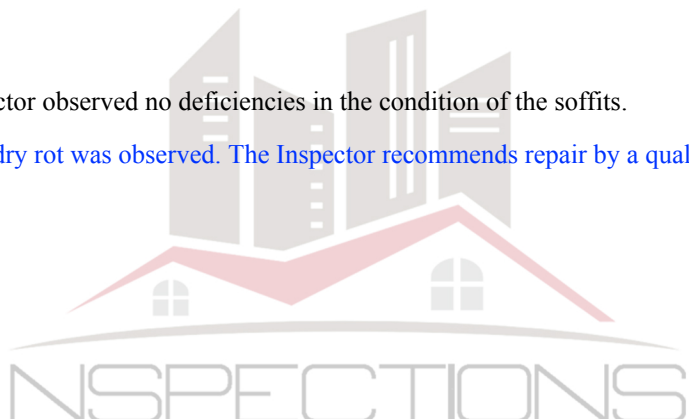 ctor observed no deficiencies in the condition of the soffits.
dry rot was observed. The Inspector recommends repair by a qual
NSPECTIONS